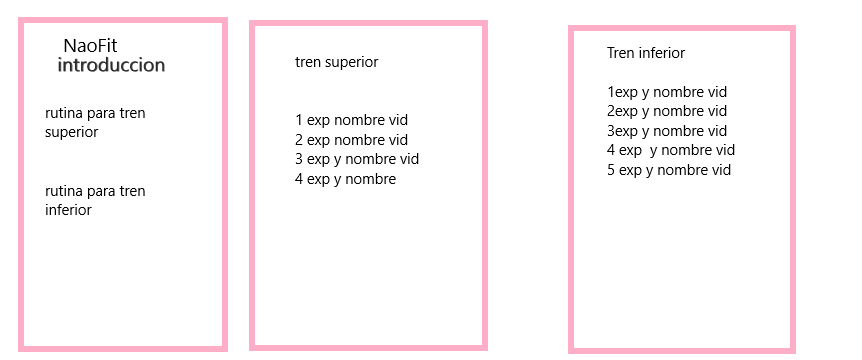 NaoFit
introduccion
rutina para tren
superior
rutina para tren
inferior
tren superior
1 exp nombre vid
2 exp nombre vid
3 exp y nombre vid
4 exp y nombre
Tren inferior
1exp y nombre vid
2exp y nombre vid
3exp y nombre vid
4 exp  y nombre vid
5 exp y nombre vid